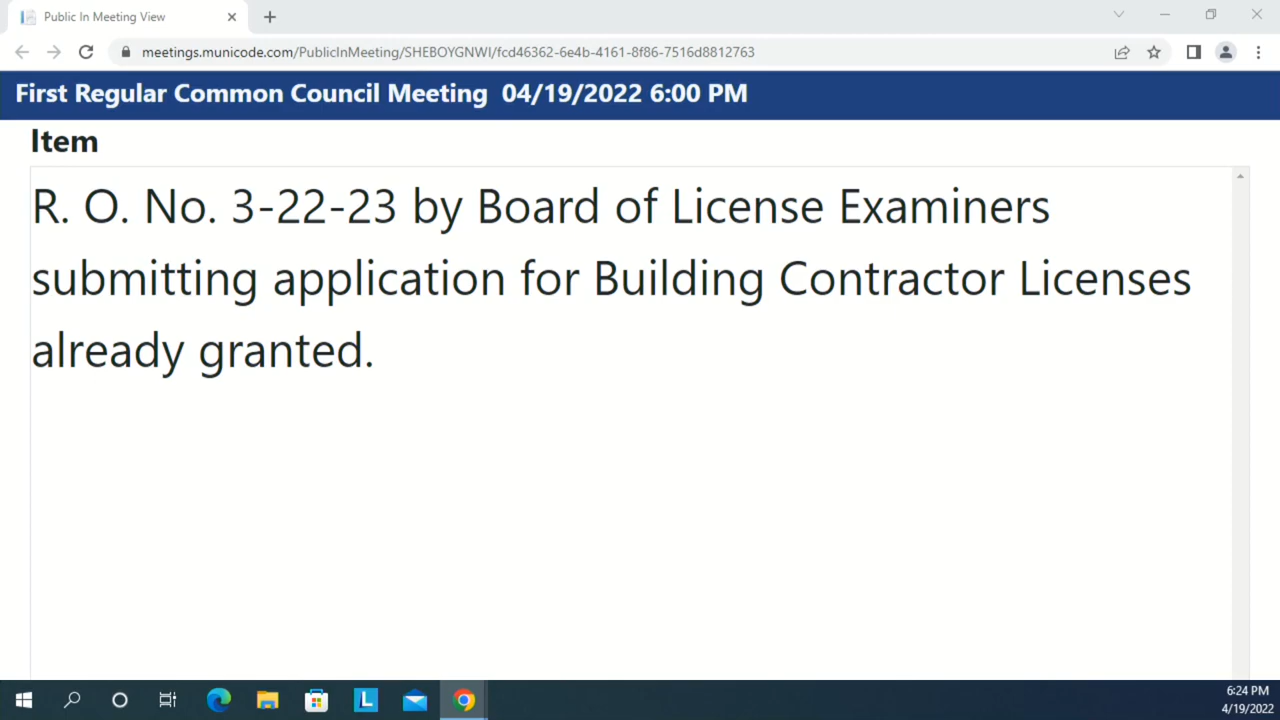 Public In Meeting View
meetings.municode.com/PublicInMeeting/SHEBOYGNWI/fcd46362-6e4b-4161-8f86-7516d8812763
First Regular Common Council Meeting 04/19/2022 6:00 PM
Item
R. O. No. 3-22-23 by Board of License Examiners
submitting application for Building Contractor Licenses
already granted.
L
6:24 PM
4/19/2022